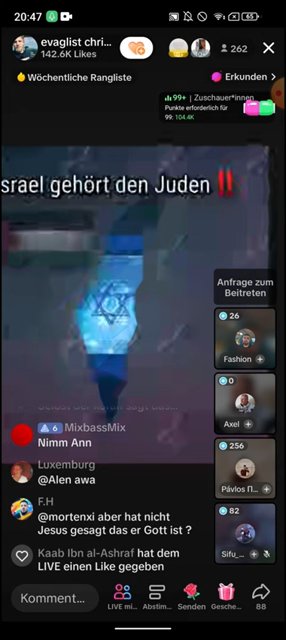 20:47
65
evaglist chri...
142.6K Likes
262
Wöchentliche Rangliste
Erkunden >
99+ | Zuschauer*innen
Punkte erforderlich für
99: 104.4K
srael gehört den Juden
Anfrage zum
Beitreten
26
Fashion
0
Axel
6 MixbassMix
Nimm Ann
Luxemburg
@Alen awa
256
Pávlos Π...
F.H
@mortenxi aber hat nicht
Jesus gesagt das er Gott ist ?
82
Sifu_...
Kaab Ibn al-Ashraf hat dem
LIVE einen Like gegeben
Komment...
LIVE mi...
Abstim...
Senden
Gesche...
88